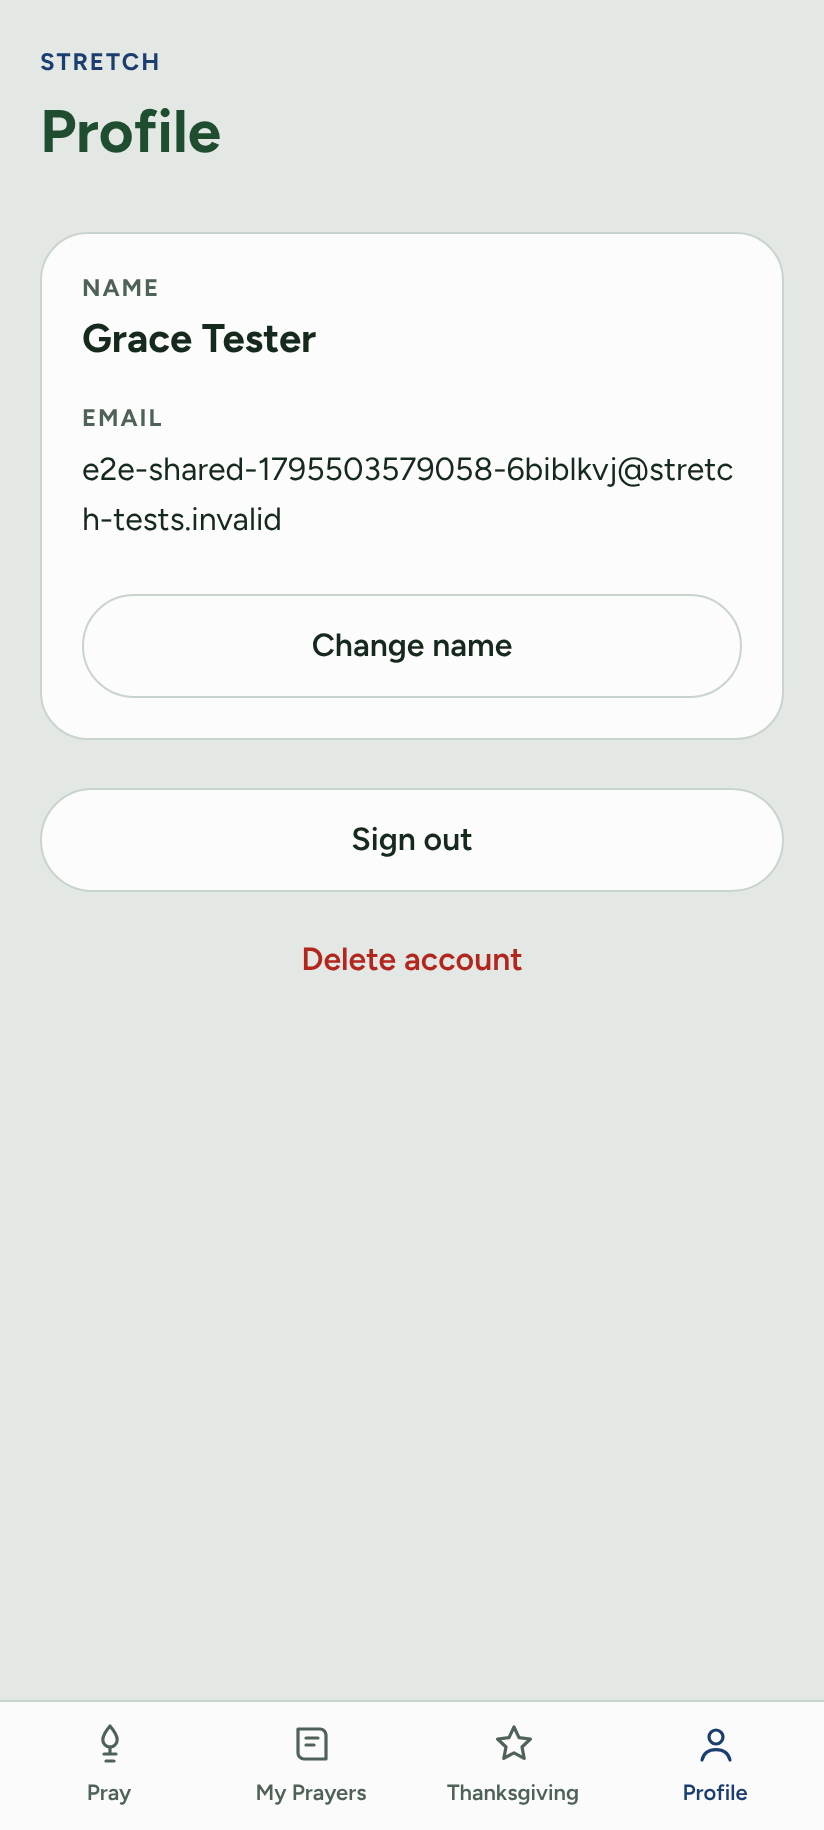 STRETCH
Profile
NAME
Grace Tester
EMAIL
e2e-shared-1795503579058-6biblkvj@stretc
h-tests.invalid
Change name
Sign out
Delete account
Pray
My Prayers
Thanksgiving
Profile